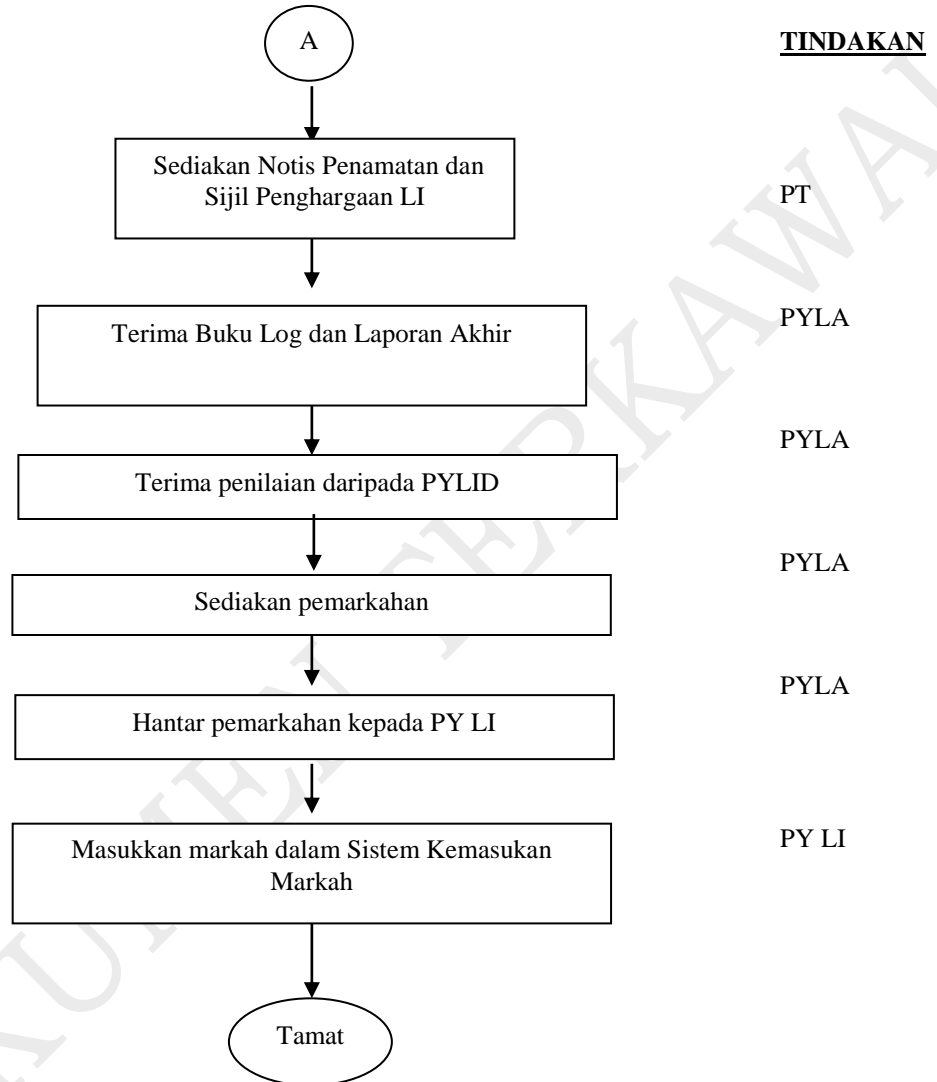 A
TINDAKAN
Sediakan Notis Penamatan dan
Sijil Penghargaan LI
PT
Terima Buku Log dan Laporan Akhir
PYLA
Terima penilaian daripada PYLID
PYLA
Sediakan pemarkahan
PYLA
Hantar pemarkahan kepada PY LI
PYLA
Masukkan markah dalam Sistem Kemasukan
Markah
PY LI
Tamat
KUMEN TERKAWAL